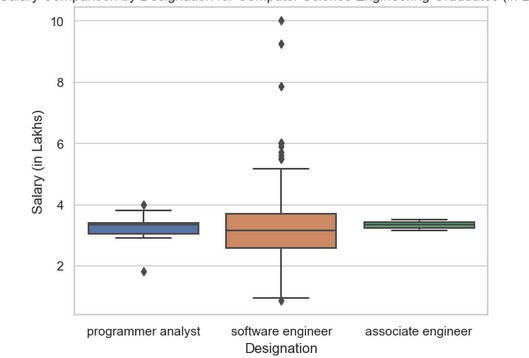 Salary Comparison by Designation for Computer Science Engineering Graduates (in
10
8
6
4
2
Salary (in Lakhs)
programmer analyst software engineer associate engineer
Designation